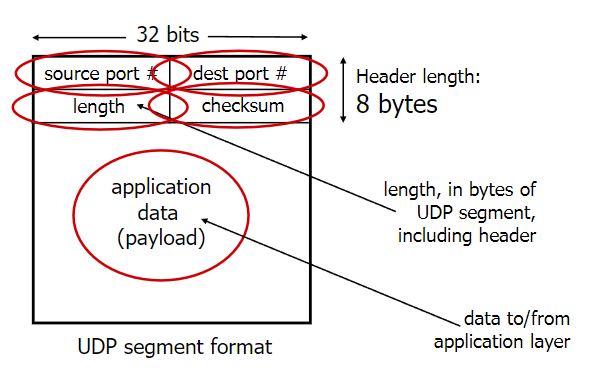 32 bits
source port #
dest port #
Header length:
8 bytes
length
checksum
application
data
(payload)
length, in bytes of
UDP segment,
including header
data to/from
application layer
UDP segment format